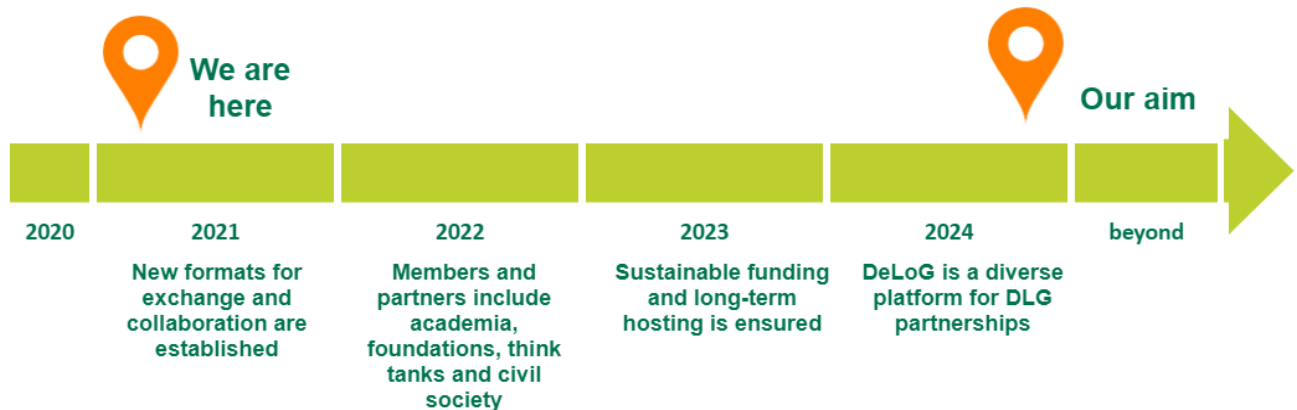 We are
here
Our aim
2020
2021
2022
2023
2024
beyond
New formats for
exchange and
collaboration are
established
Members and
partners include
academia,
foundations, think
tanks and civil
society
Sustainable funding
and long-term
hosting is ensured
DeLoG is a diverse
platform for DLG
partnerships